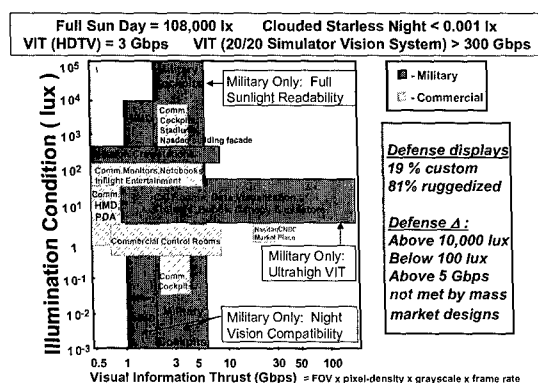 Full Sun Day = 108,000 lx Clouded Starless Night < 0.001 lx
VIT (HDTV) = 3 Gbps VIT (20/20 Simulator Vision System) > 300 Gbps
Illumination Condition ( lux )
10^5
10^4
10^3
10^2
10^1
1
10^-1
10^-2
10^-3
Military Only: Full
Sunlight Readability
Comm.
Cockpit
Stadium
Nasdaq building facade
Comm.Monitors,Notebooks
Inflight Entertainment
Comm.
HMD,
PDA
Nasdaq/CNBC
Market Place
Commercial Control Rooms
Military Only:
Ultrahigh VIT
Comm.
Cockpits
Military
Military Only: Night
Vision Compatibility
- Military
- Commercial
Defense displays
19 % custom
81% ruggedized
Defense Δ :
Above 10,000 lux
Below 100 lux
Above 5 Gbps
not met by mass
market designs
0.5 1 3 5 10 30 50 100
Visual Information Thrust (Gbps) = FOV x pixel-density x grayscale x frame rate